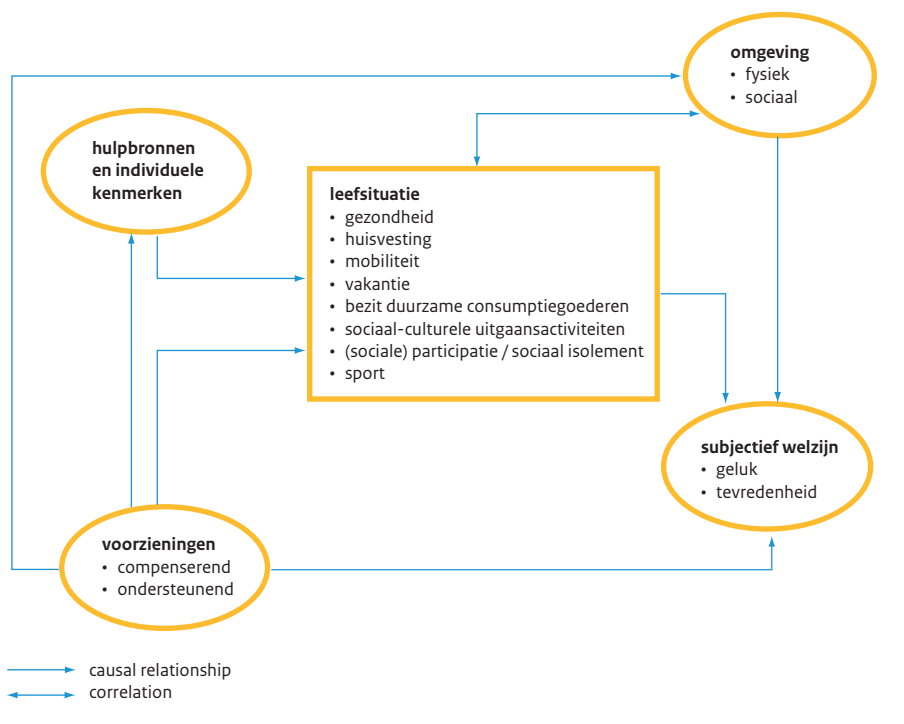 omgeving
• fysiek
• sociaal
hulpbronnen
en individuele
kenmerken
leefsituatie
• gezondheid
• huisvesting
• mobiliteit
• vakantie
• bezit duurzame consumptiegoederen
• sociaal-culturele uitgaansactiviteiten
• (sociale) participatie / sociaal isolement
• sport
subjectief welzijn
• geluk
• tevredenheid
voorzieningen
• compenserend
• ondersteunend
causal relationship
correlation